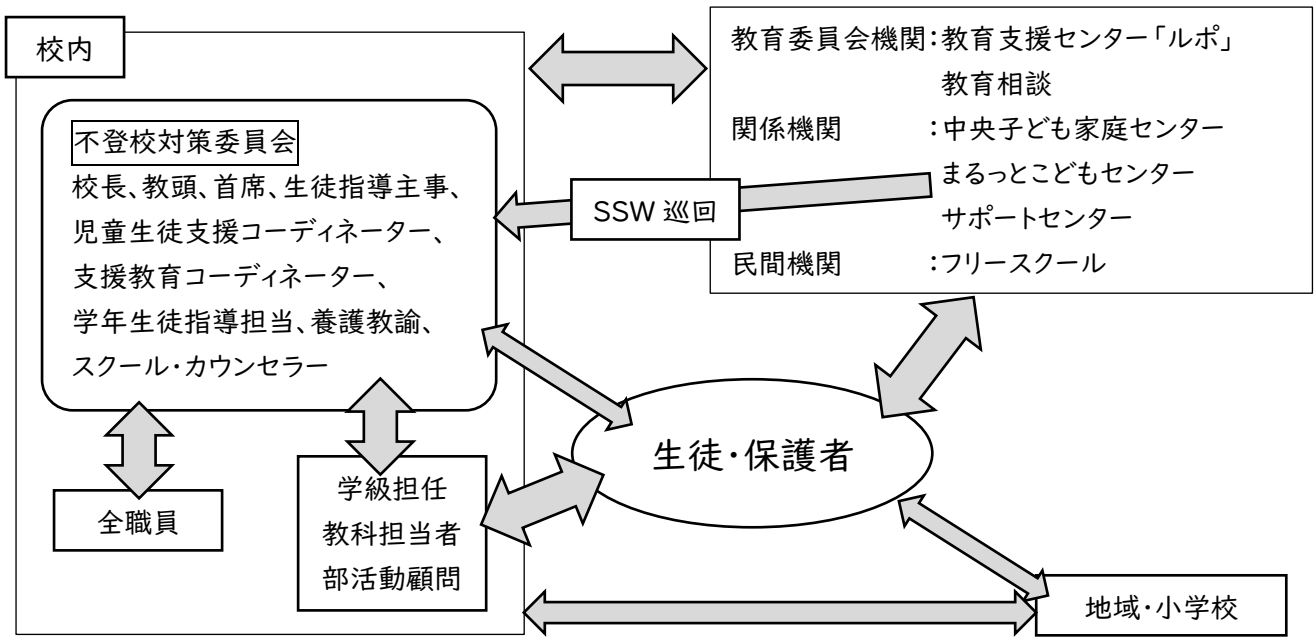 校内
不登校対策委員会
校長、教頭、首席、生徒指導主事、
児童生徒支援コーディネーター、
支援教育コーディネーター、
学年生徒指導担当、養護教諭、
スクール・カウンセラー
全職員
学級担任
教科担当者
部活動顧問
SSW 巡回
教育委員会機関:教育支援センター「ルポ」
教育相談
関係機関 :中央子ども家庭センター
まるっとこどもセンター
サポートセンター
民間機関 :フリースクール
生徒・保護者
地域・小学校